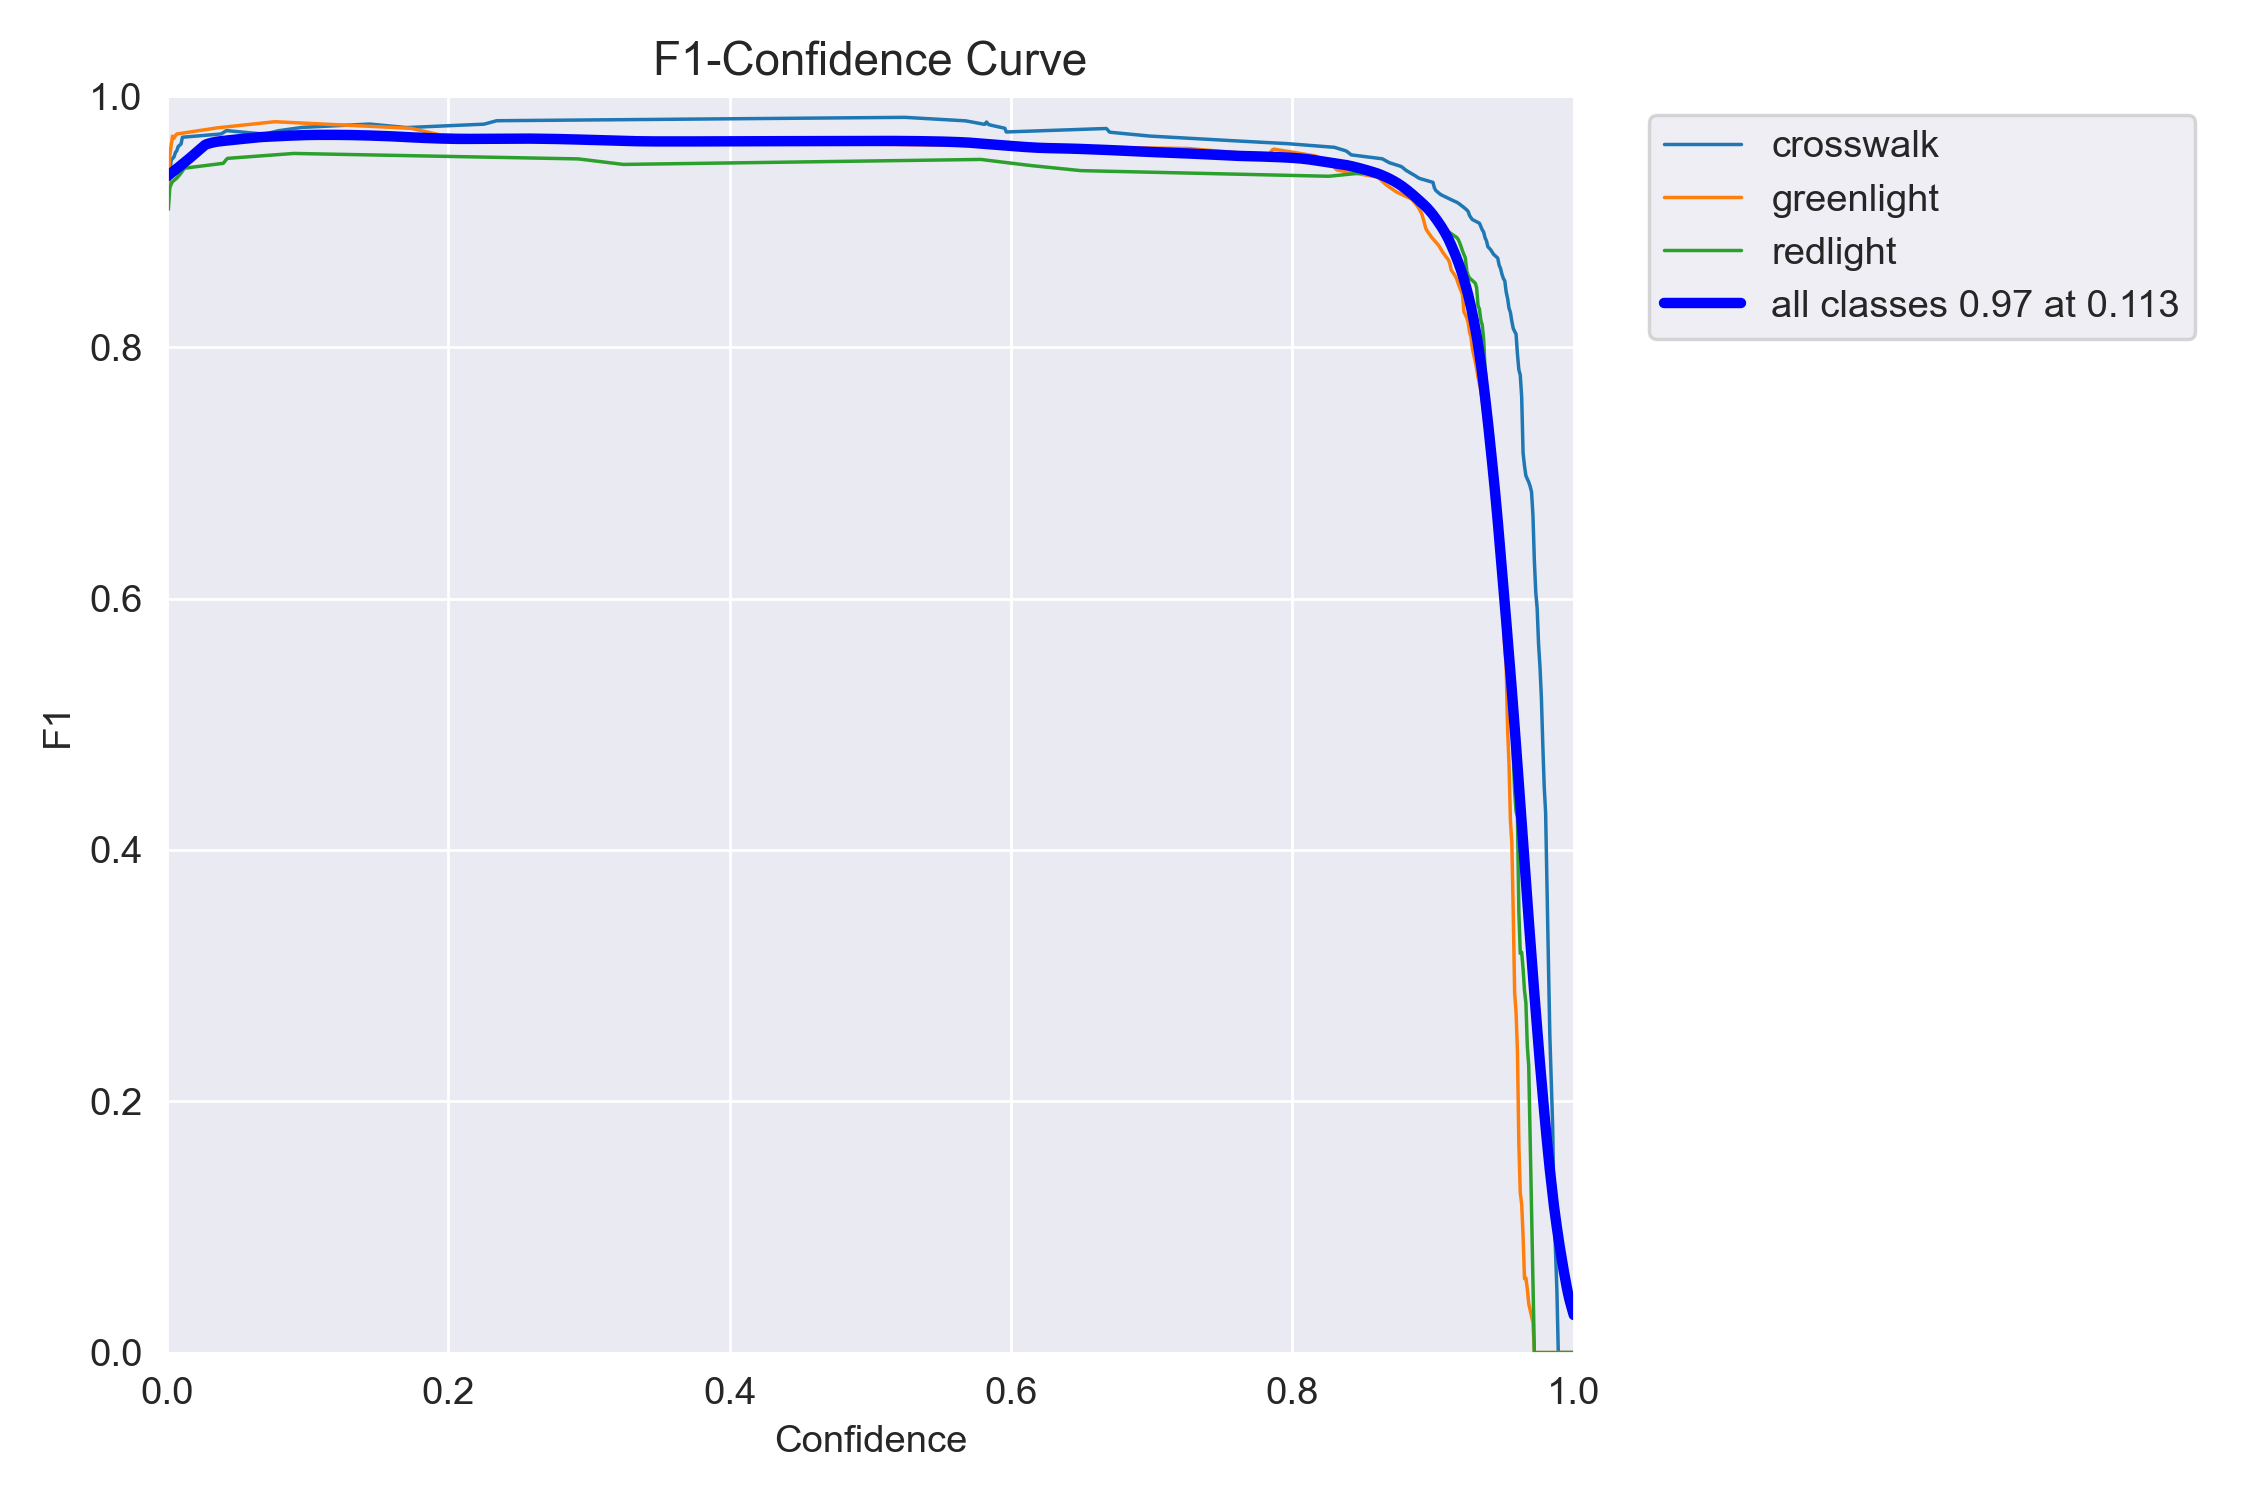 F1-Confidence Curve
1.0
0.8
0.6
0.4
0.2
0.0
F1
0.0 0.2 0.4 0.6 0.8 1.0
Confidence
crosswalk
greenlight
redlight
all classes 0.97 at 0.113